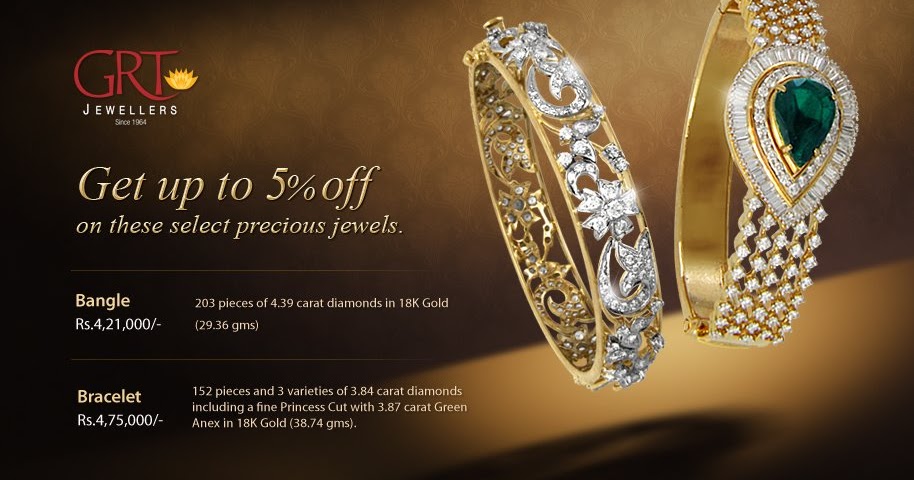 GRT
JEWELLERS
Since 1964
Get up to 5% off
on these select precious jewels.
Bangle
Rs.4,21,000/-
203 pieces of 4.39 carat diamonds in 18K Gold
(29.36 gms)
Bracelet
Rs.4,75,000/-
152 pieces and 3 varieties of 3.84 carat diamonds
including a fine Princess Cut with 3.87 carat Green
Anex in 18K Gold (38.74 gms).